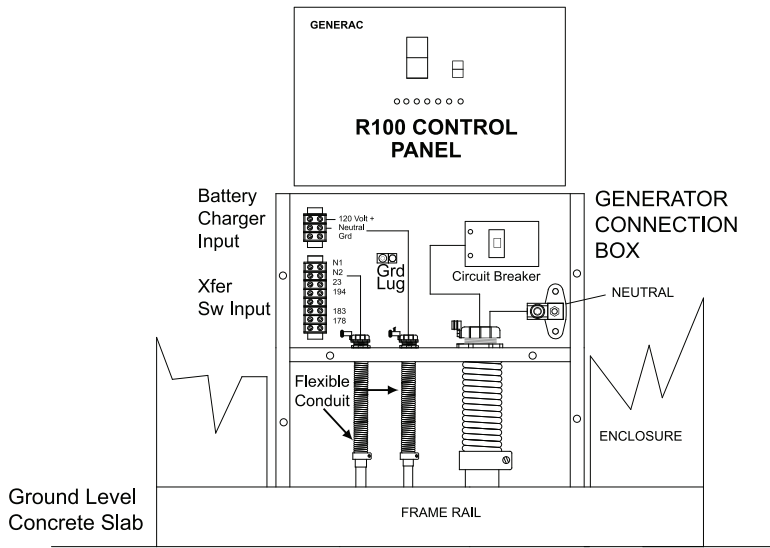 GENERAC
R100 CONTROL
PANEL
Battery
Charger
Input
120 Volt +
Neutral
Grd
GENERATOR
CONNECTION
BOX
Xfer
Sw Input
N1
N2
23
194
183
178
Grd
Lug
Circuit Breaker
NEUTRAL
Flexible
Conduit
ENCLOSURE
Ground Level
Concrete Slab
FRAME RAIL